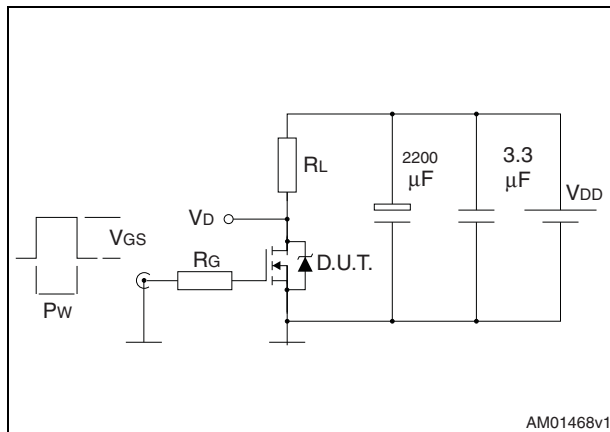 RL
2200
μF
3.3
μF
VDD
VD
VGS
RG
D.U.T.
PW
AM01468v1